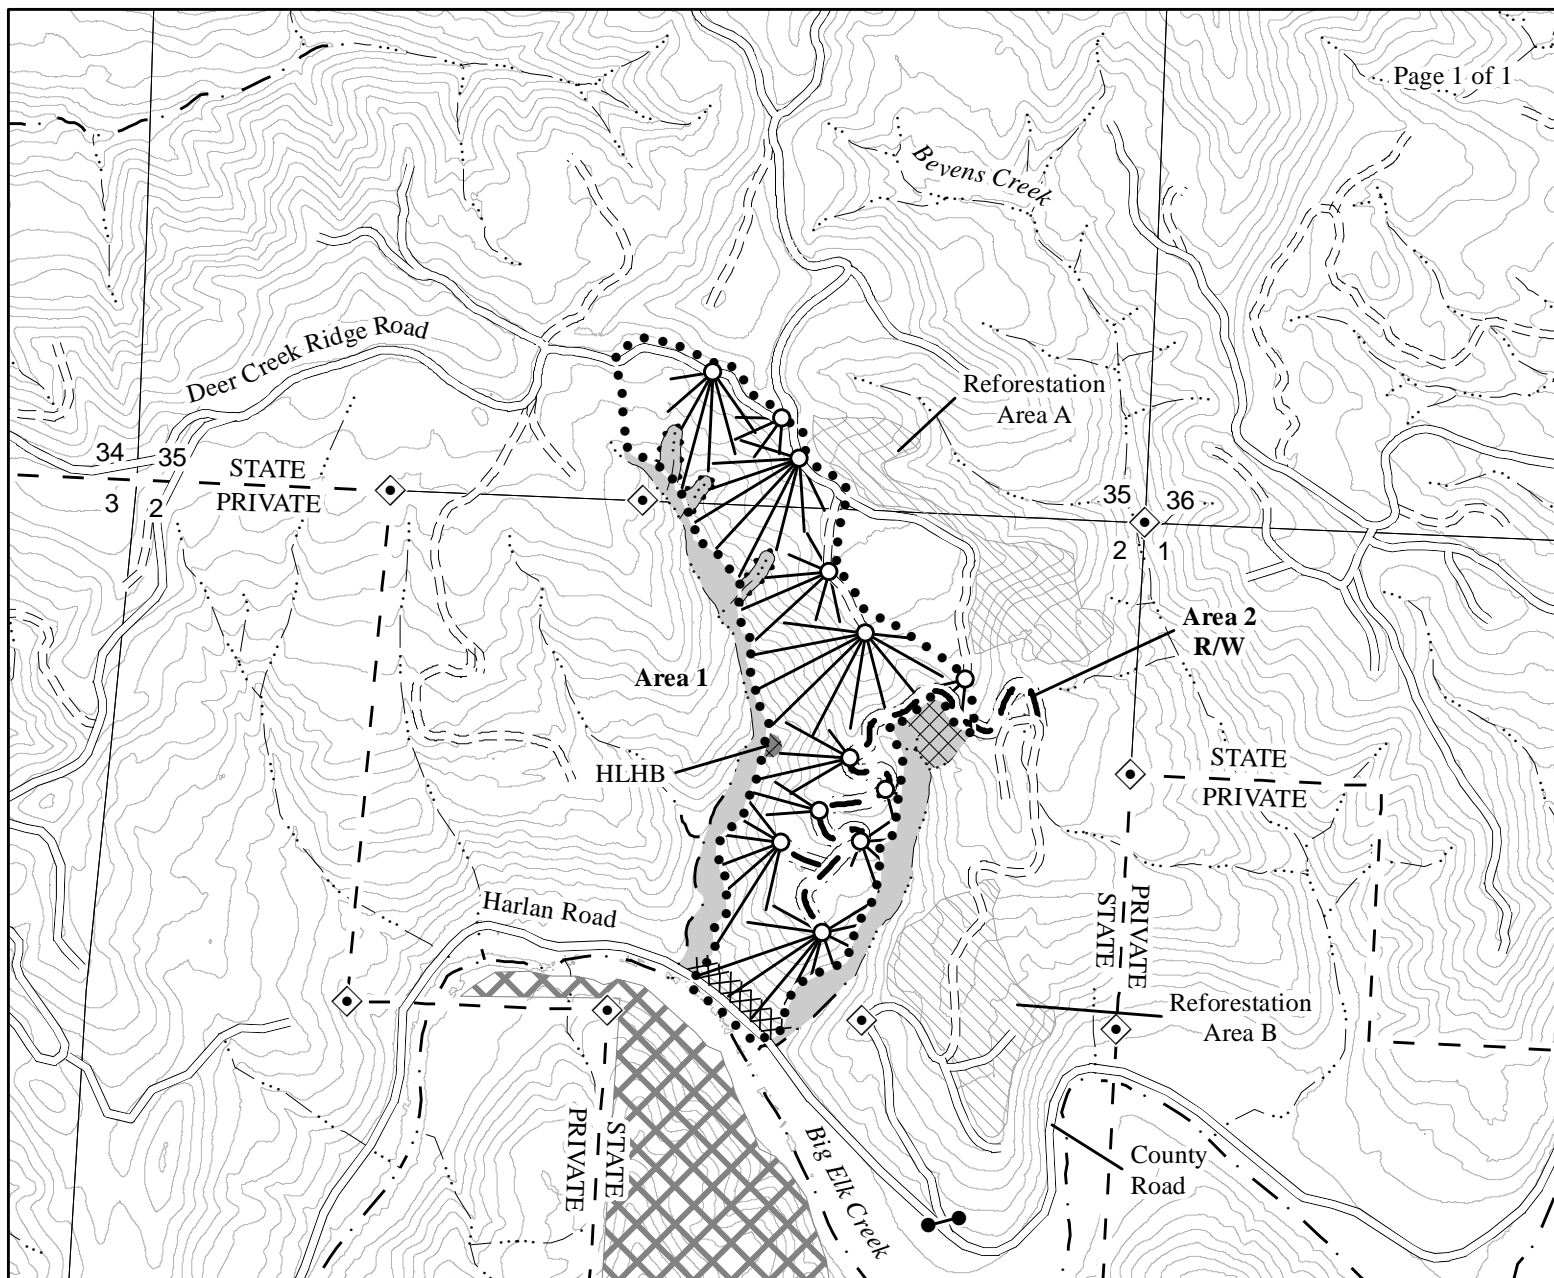 Page 1 of 1
Bevens Creek
Deer Creek Ridge Road
Reforestation
Area A
34
35
STATE
PRIVATE
3
2
35
36
2
1
Area 2
R/W
Area 1
HLHB
STATE
PRIVATE
Harlan Road
PRIVATE
STATE
Reforestation
Area B
STATE
PRIVATE
Big Elk Creek
County
Road